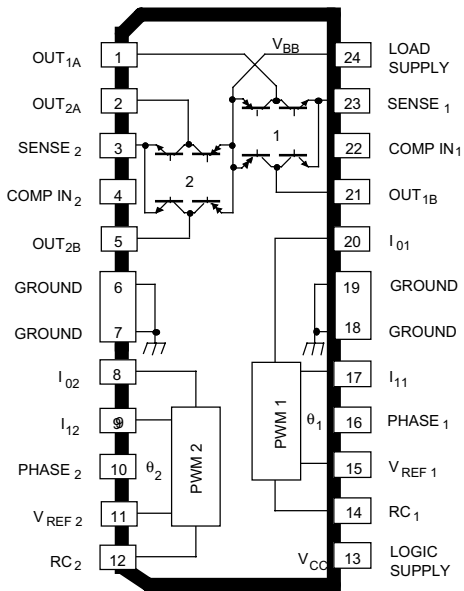 OUT1A 1
OUT2A 2
SENSE 2 3
COMP IN2 4
OUT2B 5
GROUND 6
GROUND 7
I02 8
I12 9
PHASE 2 10
V REF 2 11
RC2 12
VBB
1
2
θ1
θ2
PWM 1
PWM 2
VCC
24 LOAD
SUPPLY
23 SENSE 1
22 COMP IN1
21 OUT1B
20 I01
19 GROUND
18 GROUND
17 I11
16 PHASE 1
15 V REF 1
14 RC1
13 LOGIC
SUPPLY